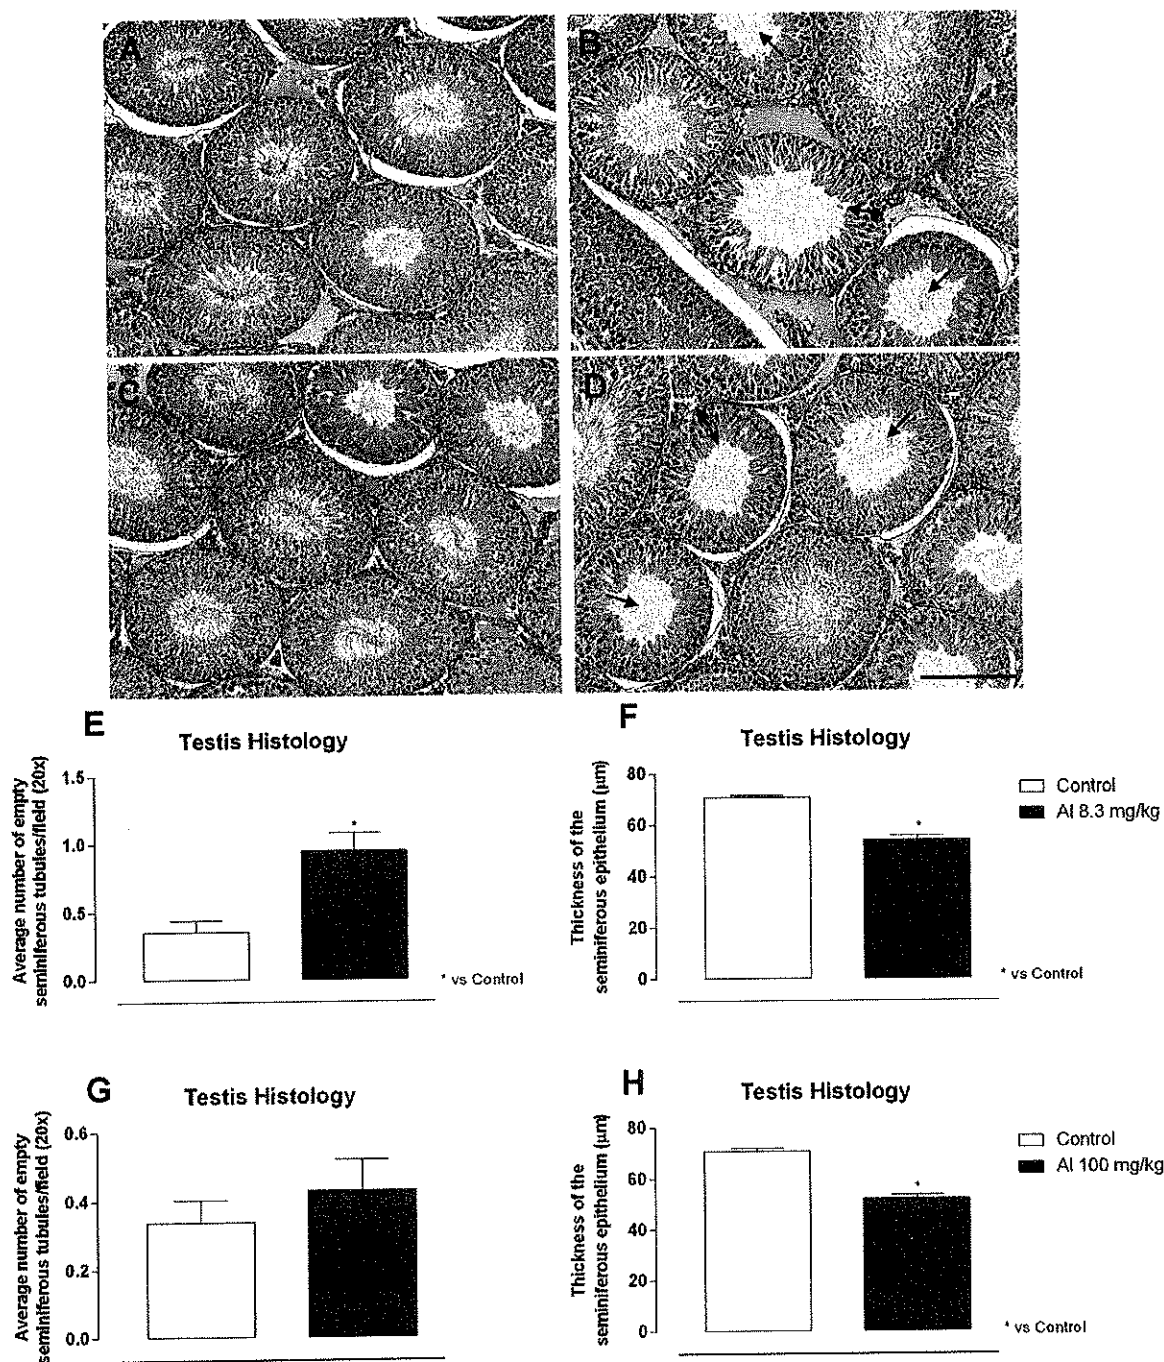 A
B
C
D
E
Testis Histology
Average number of empty
seminiferous tubules/field (20x)
1.5
1.0
0.5
0.0
*
* vs Control
F
Testis Histology
Thickness of the
seminiferous epithelium (µm)
80
60
40
20
0
*
Control
Al 8.3 mg/kg
* vs Control
G
Testis Histology
Average number of empty
seminiferous tubules/field (20x)
0.6
0.4
0.2
0.0
H
Testis Histology
Thickness of the
seminiferous epithelium (µm)
80
60
40
20
0
*
Control
Al 100 mg/kg
* vs Control